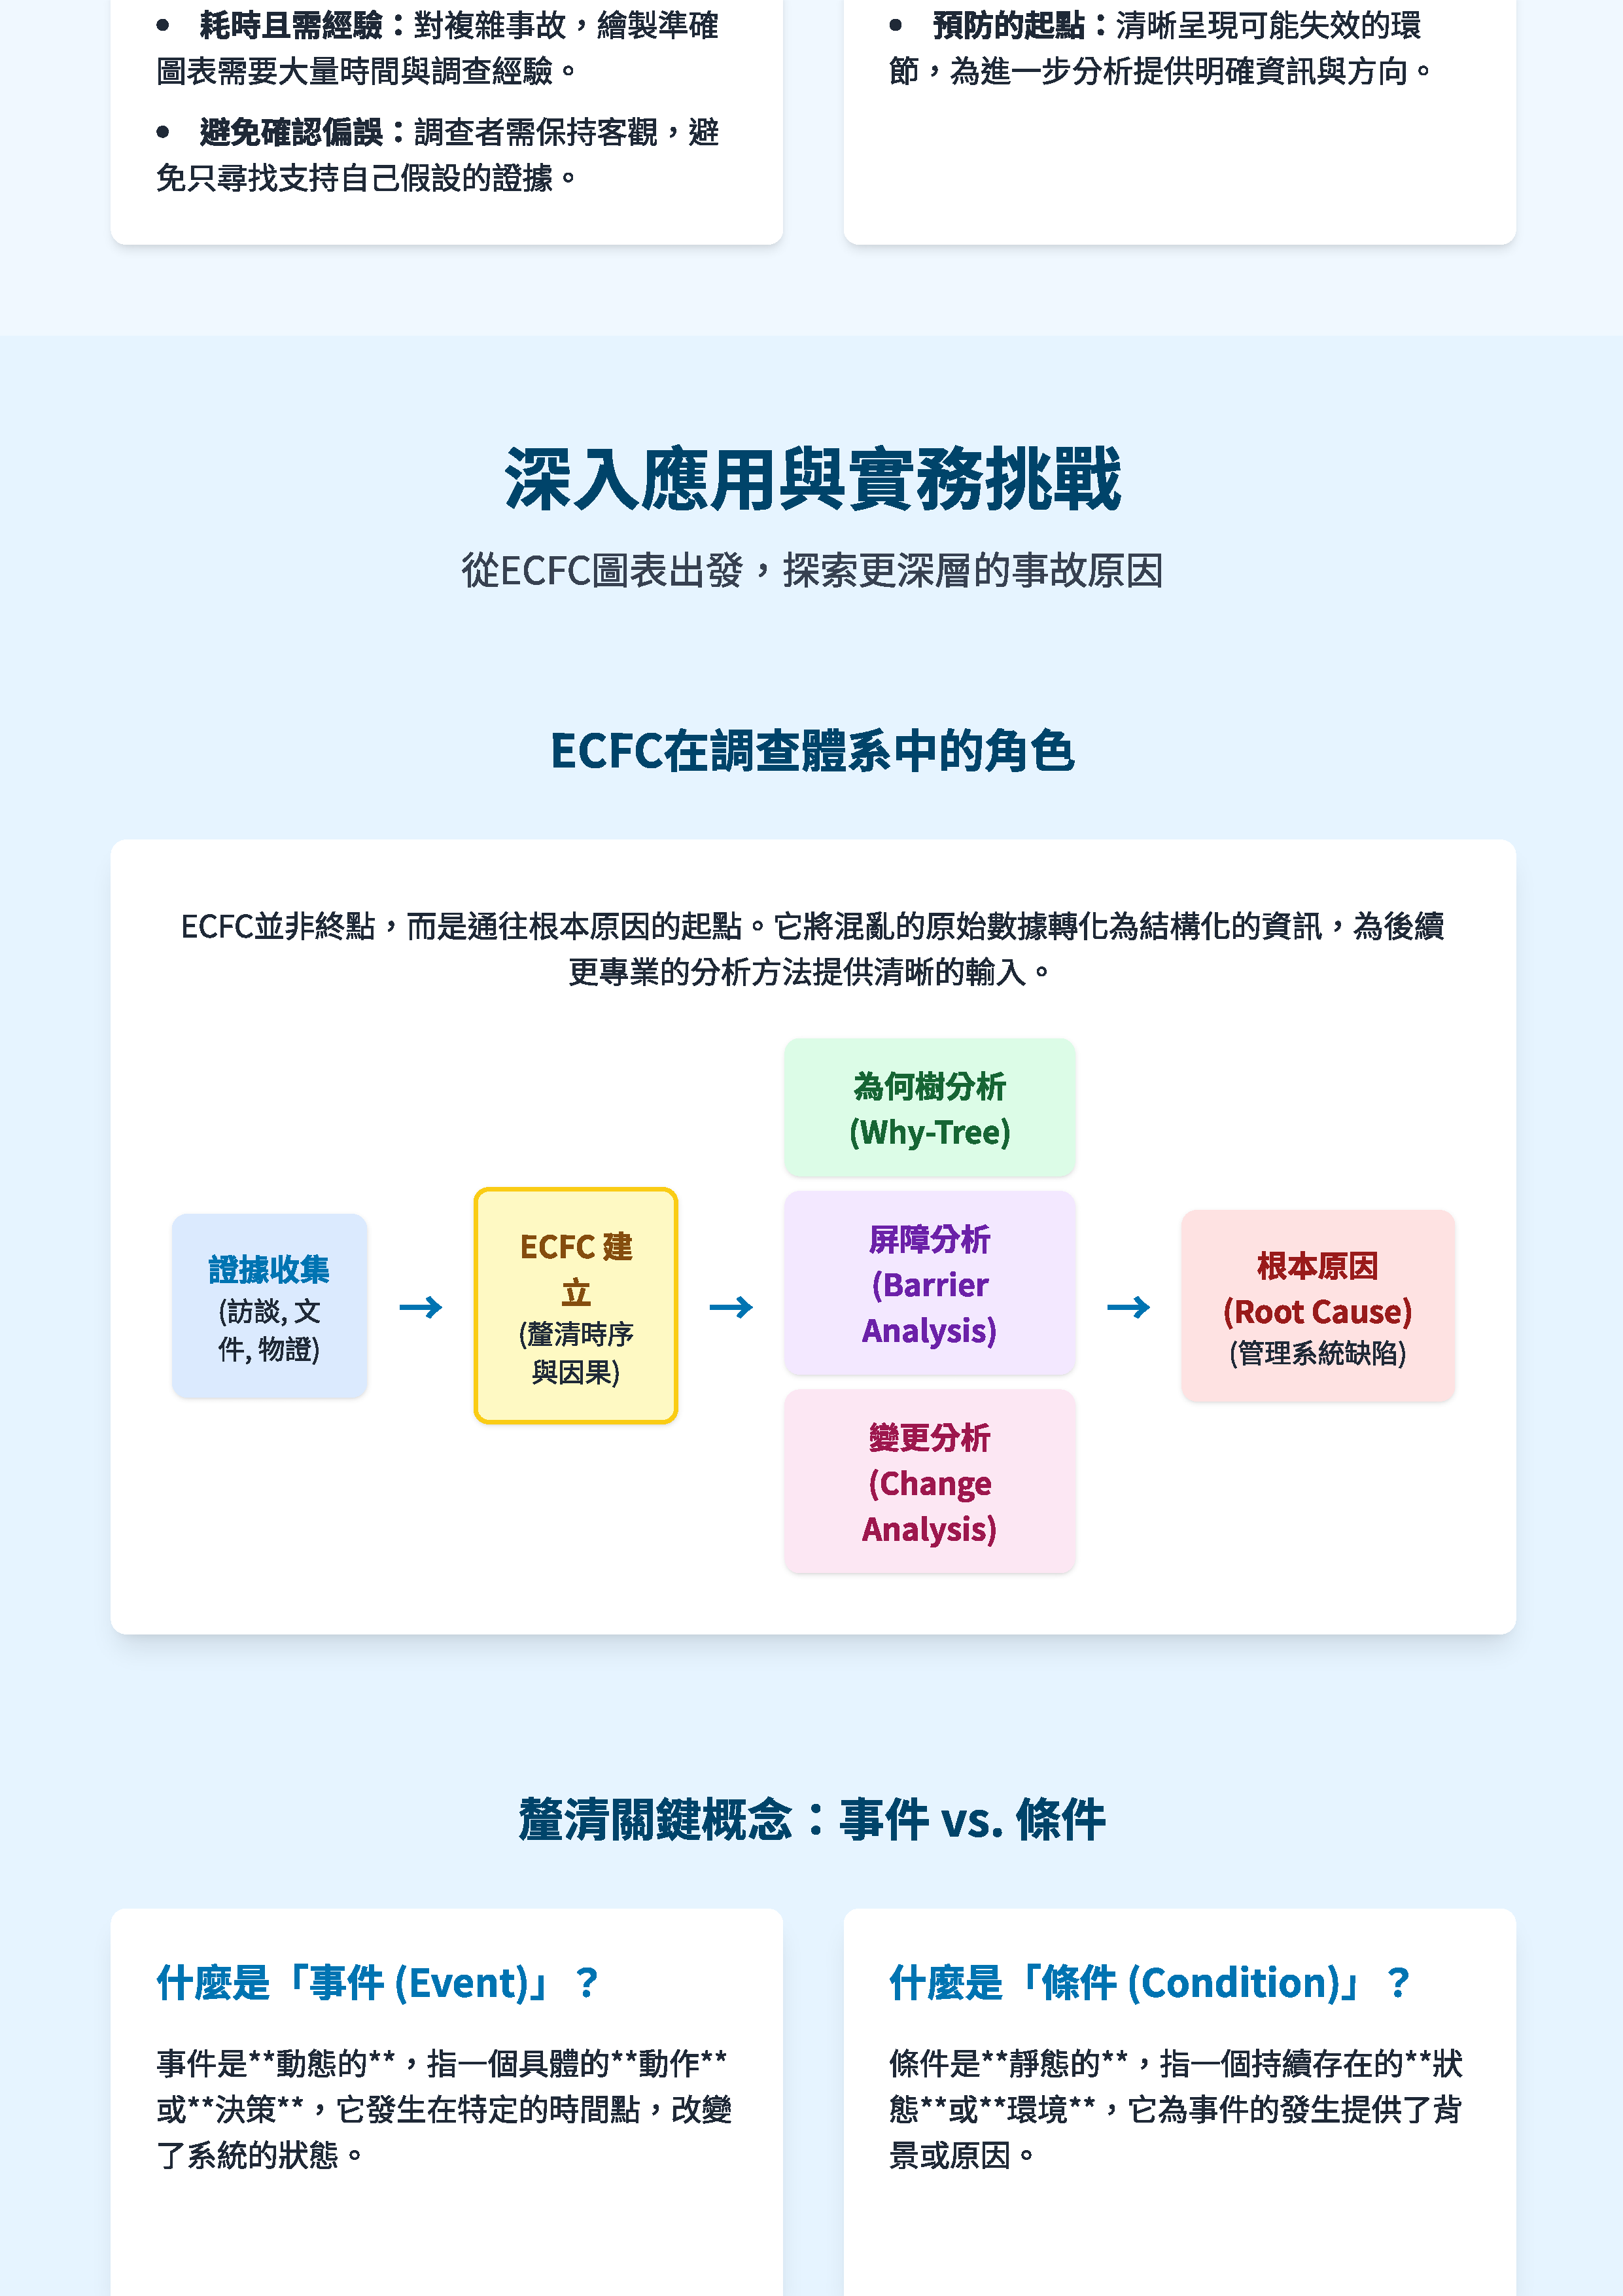 • 耗時且需經驗：對複雜事故，繪製準確
圖表需要大量時間與調查經驗。
• 避免確認偏誤：調查者需保持客觀，避
免只尋找支持自己假設的證據。
• 預防的起點：清晰呈現可能失效的環
節，為進一步分析提供明確資訊與方向。
深入應用與實務挑戰
從ECFC圖表出發，探索更深層的事故原因
ECFC在調查體系中的角色
ECFC並非終點，而是通往根本原因的起點。它將混亂的原始數據轉化為結構化的資訊，為後續
更專業的分析方法提供清晰的輸入。
證據收集
(訪談, 文
件, 物證)
→
ECFC 建
立
(釐清時序
與因果)
→
為何樹分析
(Why-Tree)
屏障分析
(Barrier
Analysis)
變更分析
(Change
Analysis)
→
根本原因
(Root Cause)
(管理系統缺陷)
釐清關鍵概念：事件 vs. 條件
什麼是「事件 (Event)」？
事件是**動態的**，指一個具體的**動作**
或**決策**，它發生在特定的時間點，改變
了系統的狀態。
什麼是「條件 (Condition)」？
條件是**靜態的**，指一個持續存在的**狀
態**或**環境**，它為事件的發生提供了背
景或原因。